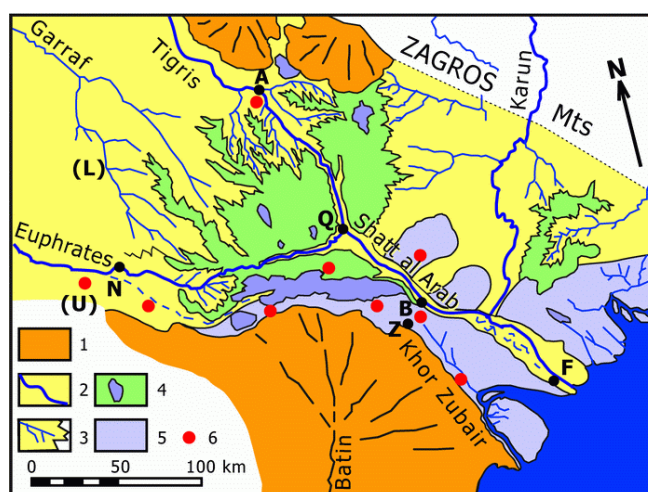 Garraf
Tigris
A
ZAGROS
Karun
Mts
N
(L)
Q
Shatt al Arab
Euphrates
N
(U)
B
Z
F
Khor Zubair
Batin
1
2
4
3
5
6
0
50
100 km